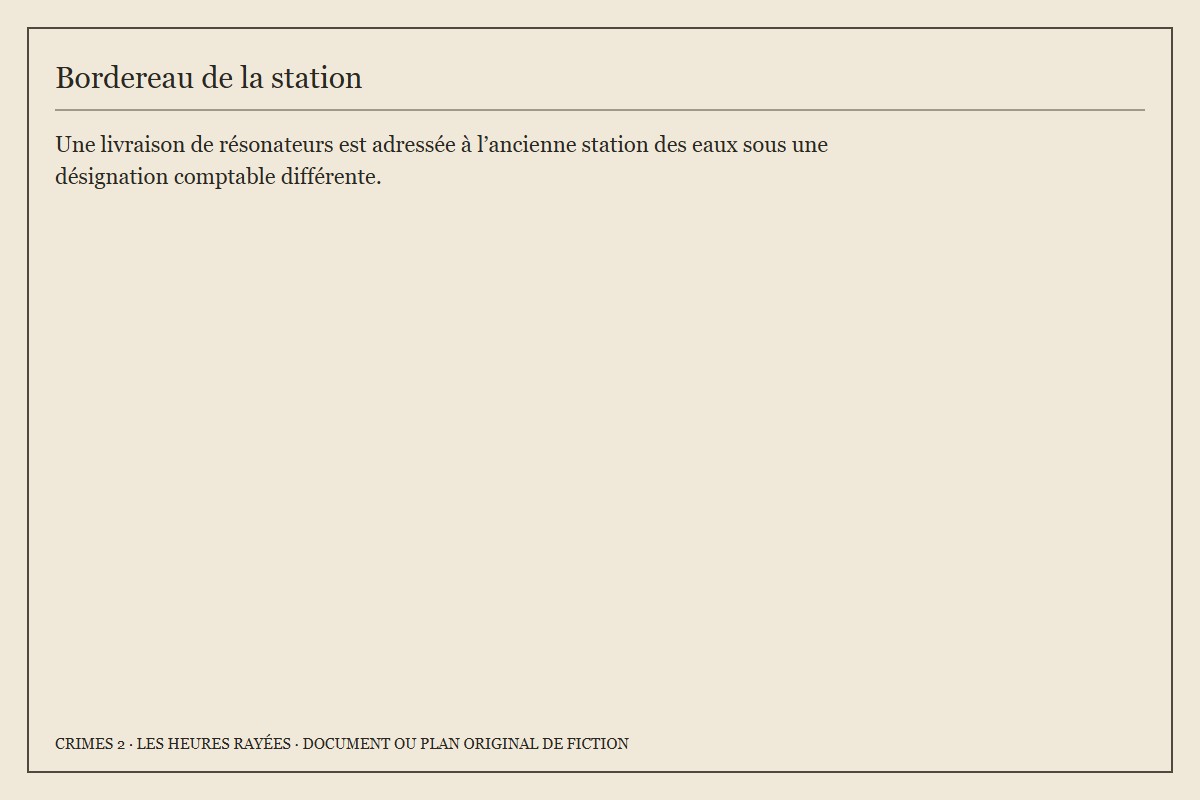 Bordereau de la station
Une livraison de résonateurs est adressée à l’ancienne station des eaux sous une
désignation comptable différente.
CRIMES 2 · LES HEURES RAYÉES · DOCUMENT OU PLAN ORIGINAL DE FICTION